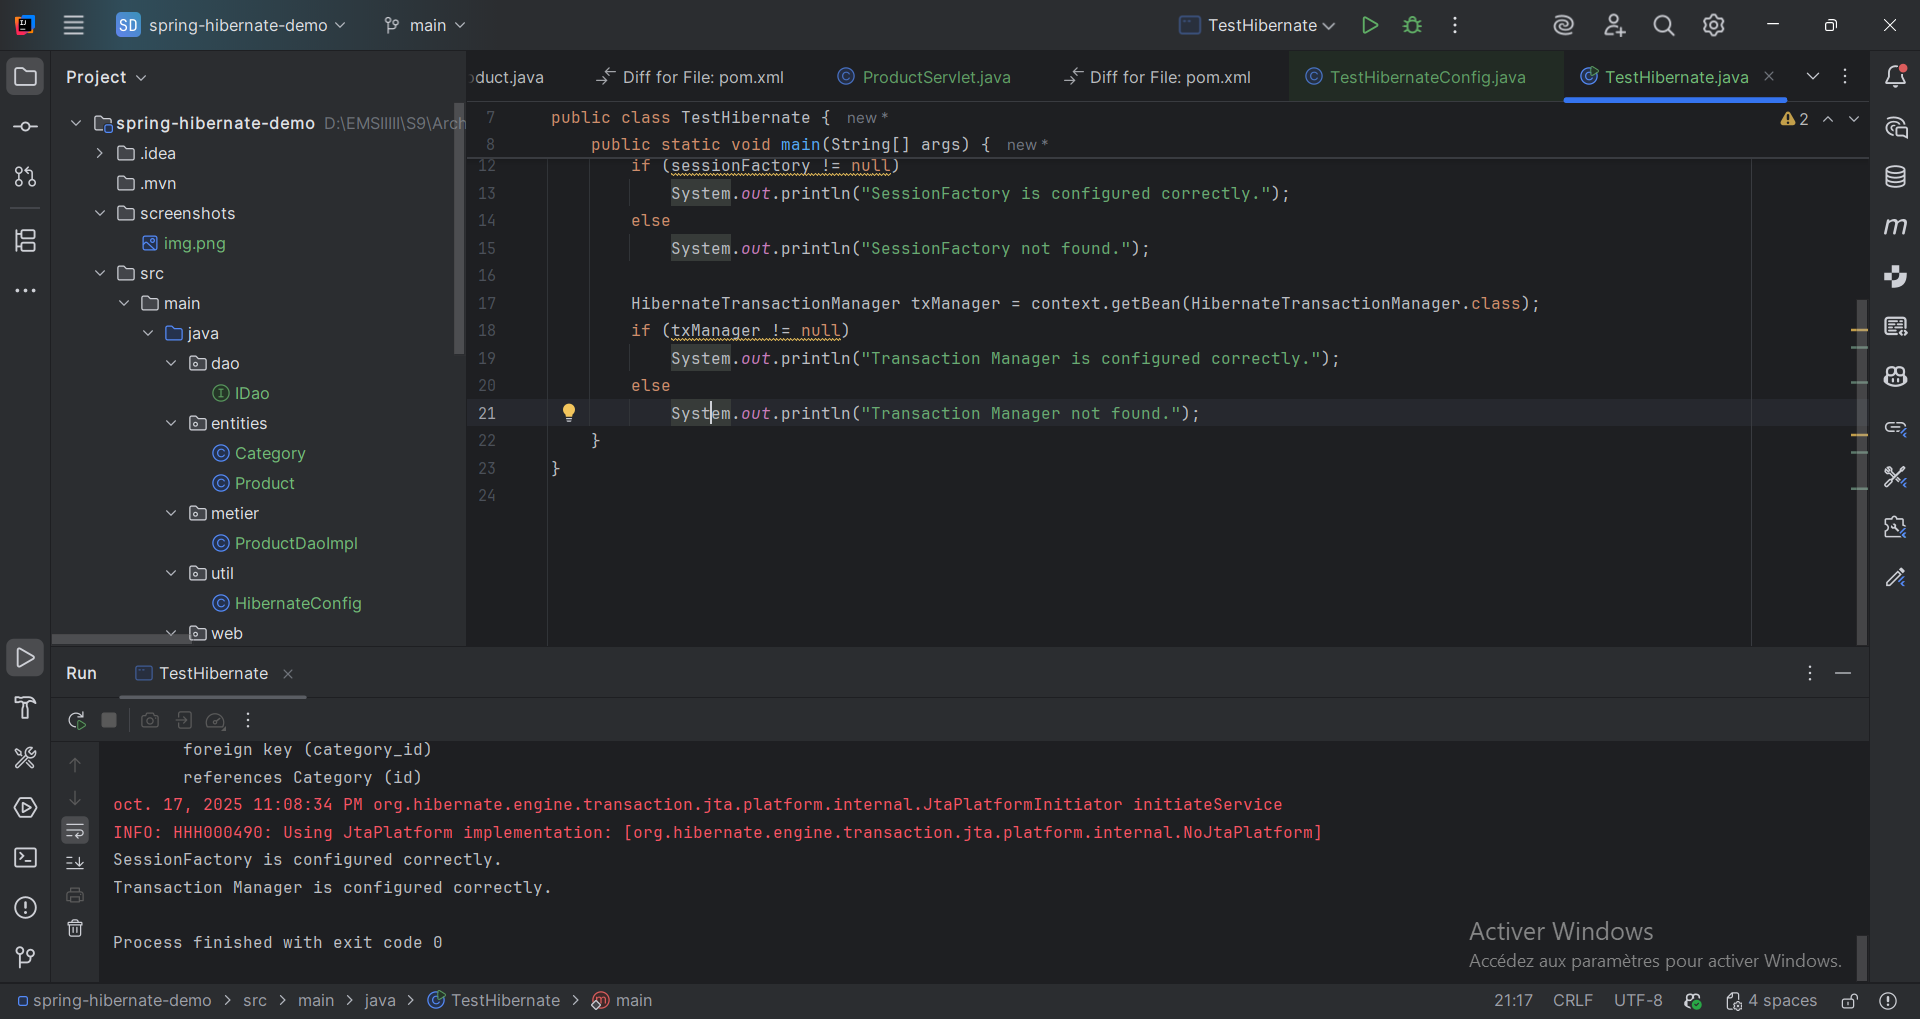 SD spring-hibernate-demo main TestHibernate
Project
duct.java Diff for File: pom.xml ProductServlet.java Diff for File: pom.xml TestHibernateConfig.java TestHibernate.java
spring-hibernate-demo D:\EMSIIIII\S9\Arch
.idea
.mvn
screenshots
img.png
src
main
java
dao
IDao
entities
Category
Product
metier
ProductDaoImpl
util
HibernateConfig
web
7 public class TestHibernate { new *
2
8 public static void main(String[] args) { new *
12 if (sessionFactory != null)
13 System.out.println("SessionFactory is configured correctly.");
14 else
15 System.out.println("SessionFactory not found.");
16
17 HibernateTransactionManager txManager = context.getBean(HibernateTransactionManager.class);
18 if (txManager != null)
19 System.out.println("Transaction Manager is configured correctly.");
20 else
21 System.out.println("Transaction Manager not found.");
22 }
23 }
24
Run TestHibernate
foreign key (category_id)
references Category (id)
oct. 17, 2025 11:08:34 PM org.hibernate.engine.transaction.jta.platform.internal.JtaPlatformInitiator initiateService
INFO: HHH000490: Using JtaPlatform implementation: [org.hibernate.engine.transaction.jta.platform.internal.NoJtaPlatform]
SessionFactory is configured correctly.
Transaction Manager is configured correctly.
Process finished with exit code 0
Activer Windows
Accédez aux paramètres pour activer Windows.
spring-hibernate-demo > src > main > java > TestHibernate > main 21:17 CRLF UTF-8 4 spaces